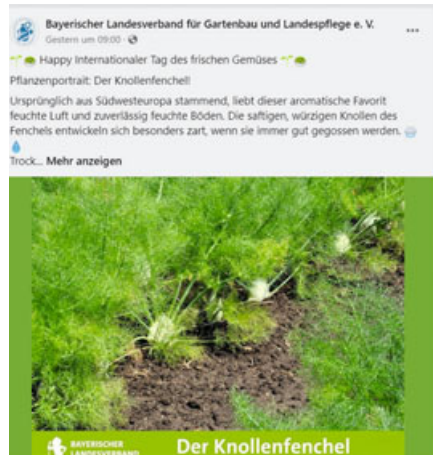 Bayerischer Landesverband für Gartenbau und Landespflege e. V.
Gestern um 09:00 ·
Happy Internationaler Tag des frischen Gemüses
Pflanzenportrait: Der Knollenfenchel!
Ursprünglich aus Südwesteuropa stammend, liebt dieser aromatische Favorit
feuchte Luft und zuverlässig feuchte Böden. Die saftigen, würzigen Knollen des
Fenchels entwickeln sich besonders zart, wenn sie immer gut gegossen werden.
Trock... Mehr anzeigen
BAYERISCHER
LANDESVERBAND
Der Knollenfenchel